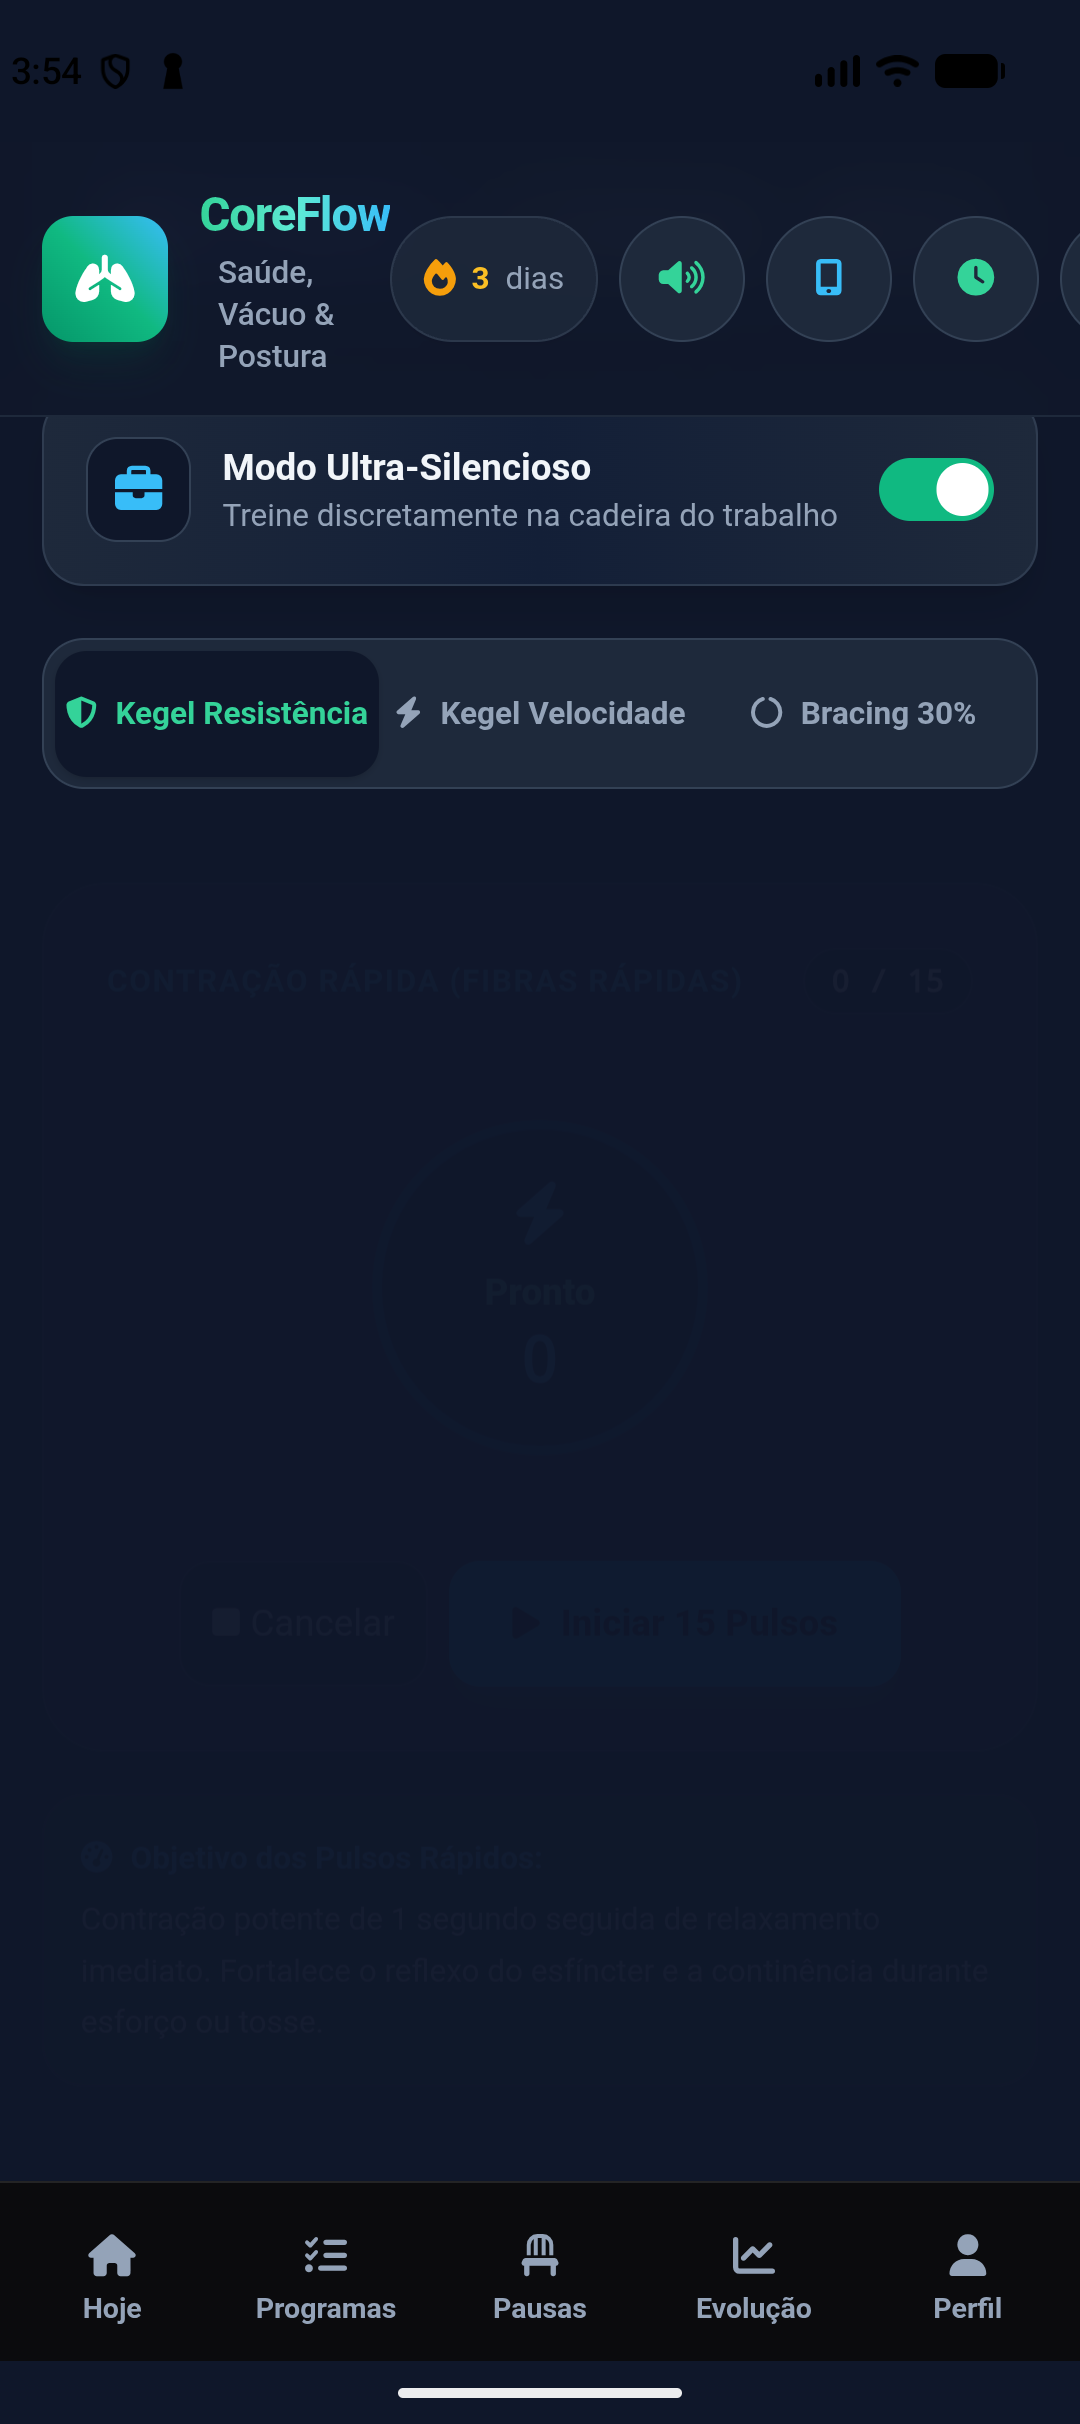 3:54
CoreFlow
Saúde,
Vácuo &
Postura
3 dias
Modo Ultra-Silencioso
Treine discretamente na cadeira do trabalho
Kegel Resistência
Kegel Velocidade
Bracing 30%
CONTRAÇÃO RÁPIDA (FIBRAS RÁPIDAS)
0 / 15
Pronto
0
Cancelar
Iniciar 15 Pulsos
Objetivo dos Pulsos Rápidos:
Contração potente de 1 segundo seguida de relaxamento
imediato. Fortalece o reflexo do esfíncter e a continência durante
esforço ou tosse.
Hoje
Programas
Pausas
Evolução
Perfil